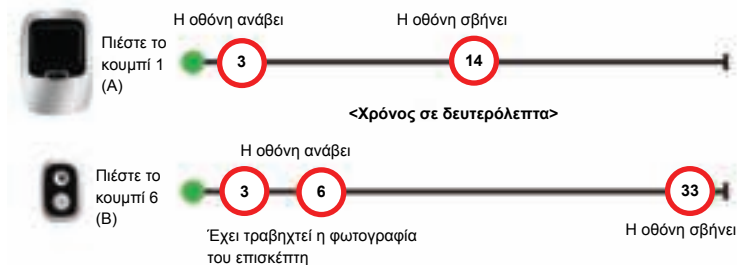 Η οθόνη ανάβει
Η οθόνη σβήνει
Πιέστε το
κουμπί 1
(A)
3
14
<Χρόνος σε δευτερόλεπτα>
Η οθόνη ανάβει
Πιέστε το
κουμπί 6
(B)
3
6
33
Έχει τραβηχτεί η φωτογραφία
του επισκέπτη
Η οθόνη σβήνει